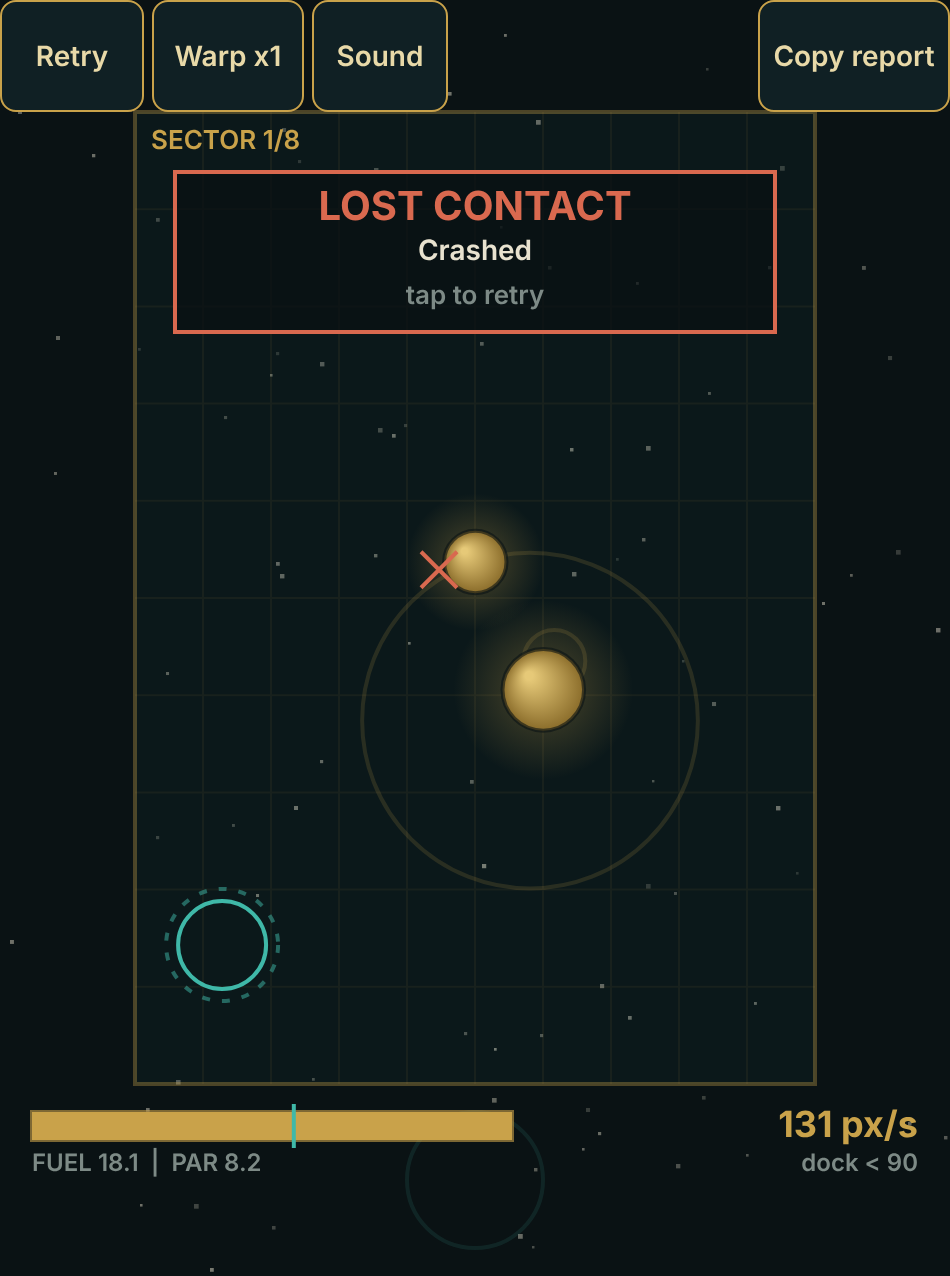 Retry
Warp x1
Sound
Copy report
SECTOR 1/8
LOST CONTACT
Crashed
tap to retry
131 px/s
FUEL 18.1 | PAR 8.2
dock < 90